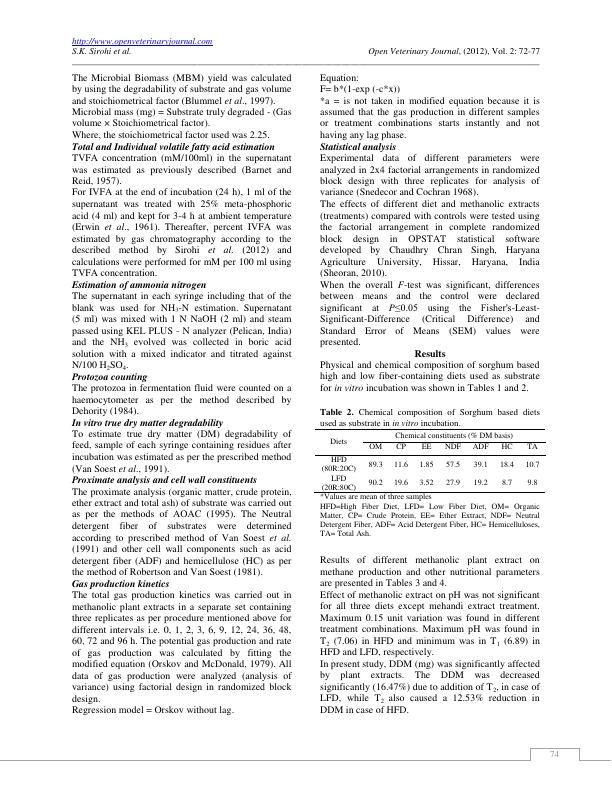 http://www.openveterinaryjournal.com
S.K. Sirohi et al.
Open Veterinary Journal, (2012), Vol. 2: 72-77
The Microbial Biomass (MBM) yield was calculated
by using the degradability of substrate and gas volume
and stoichiometrical factor (Blummel et al., 1997).
Microbial mass (mg) = Substrate truly degraded - (Gas
volume × Stoichiometrical factor).
Where, the stoichiometrical factor used was 2.25.
Total and Individual volatile fatty acid estimation
TVFA concentration (mM/100ml) in the supernatant
was estimated as previously described (Barnet and
Reid, 1957).
For IVFA at the end of incubation (24 h), 1 ml of the
supernatant was treated with 25% meta-phosphoric
acid (4 ml) and kept for 3-4 h at ambient temperature
(Erwin et al., 1961). Thereafter, percent IVFA was
estimated by gas chromatography according to the
described method by Sirohi et al. (2012) and
calculations were performed for mM per 100 ml using
TVFA concentration.
Estimation of ammonia nitrogen
The supernatant in each syringe including that of the
blank was used for NH3-N estimation. Supernatant
(5 ml) was mixed with 1 N NaOH (2 ml) and steam
passed using KEL PLUS - N analyzer (Pelican, India)
and the NH3 evolved was collected in boric acid
solution with a mixed indicator and titrated against
N/100 H2SO4.
Protozoa counting
The protozoa in fermentation fluid were counted on a
haemocytometer as per the method described by
Dehority (1984).
In vitro true dry matter degradability
To estimate true dry matter (DM) degradability of
feed, sample of each syringe containing residues after
incubation was estimated as per the prescribed method
(Van Soest et al., 1991).
Proximate analysis and cell wall constituents
The proximate analysis (organic matter, crude protein,
ether extract and total ash) of substrate was carried out
as per the methods of AOAC (1995). The Neutral
detergent fiber of substrates were determined
according to prescribed method of Van Soest et al.
(1991) and other cell wall components such as acid
detergent fiber (ADF) and hemicellulose (HC) as per
the method of Robertson and Van Soest (1981).
Gas production kinetics
The total gas production kinetics was carried out in
methanolic plant extracts in a separate set containing
three replicates as per procedure mentioned above for
different intervals i.e. 0, 1, 2, 3, 6, 9, 12, 24, 36, 48,
60, 72 and 96 h. The potential gas production and rate
of gas production was calculated by fitting the
modified equation (Orskov and McDonald, 1979). All
data of gas production were analyzed (analysis of
variance) using factorial design in randomized block
design.
Regression model = Orskov without lag.
Equation:
F= b*(1-exp (-c*x))
*a = is not taken in modified equation because it is
assumed that the gas production in different samples
or treatment combinations starts instantly and not
having any lag phase.
Statistical analysis
Experimental data of different parameters were
analyzed in 2x4 factorial arrangements in randomized
block design with three replicates for analysis of
variance (Snedecor and Cochran 1968).
The effects of different diet and methanolic extracts
(treatments) compared with controls were tested using
the factorial arrangement in complete randomized
block design in OPSTAT statistical software
developed by Chaudhry Chran Singh, Haryana
Agriculture University, Hissar, Haryana, India
(Sheoran, 2010).
When the overall F-test was significant, differences
between means and the control were declared
significant at P≤0.05 using the Fisher's-Least-
Significant-Difference (Critical Difference) and
Standard Error of Means (SEM) values were
presented.
Results
Physical and chemical composition of sorghum based
high and low fiber-containing diets used as substrate
for in vitro incubation was shown in Tables 1 and 2.
Table 2. Chemical composition of Sorghum based diets
used as substrate in in vitro incubation.
Diets Chemical constituents (% DM basis)
OM CP EE NDF ADF HC TA
HFD (80R:20C) 89.3 11.6 1.85 57.5 39.1 18.4 10.7
LFD (20R:80C) 90.2 19.6 3.52 27.9 19.2 8.7 9.8
*Values are mean of three samples
HFD=High Fiber Diet, LFD= Low Fiber Diet, OM= Organic
Matter, CP= Crude Protein, EE= Ether Extract, NDF= Neutral
Detergent Fiber, ADF= Acid Detergent Fiber, HC= Hemicelluloses,
TA= Total Ash.
Results of different methanolic plant extract on
methane production and other nutritional parameters
are presented in Tables 3 and 4.
Effect of methanolic extract on pH was not significant
for all three diets except mehandi extract treatment.
Maximum 0.15 unit variation was found in different
treatment combinations. Maximum pH was found in
T2 (7.06) in HFD and minimum was in T1 (6.89) in
HFD and LFD, respectively.
In present study, DDM (mg) was significantly affected
by plant extracts. The DDM was decreased
significantly (16.47%) due to addition of T2, in case of
LFD, while T2 also caused a 12.53% reduction in
DDM in case of HFD.
74